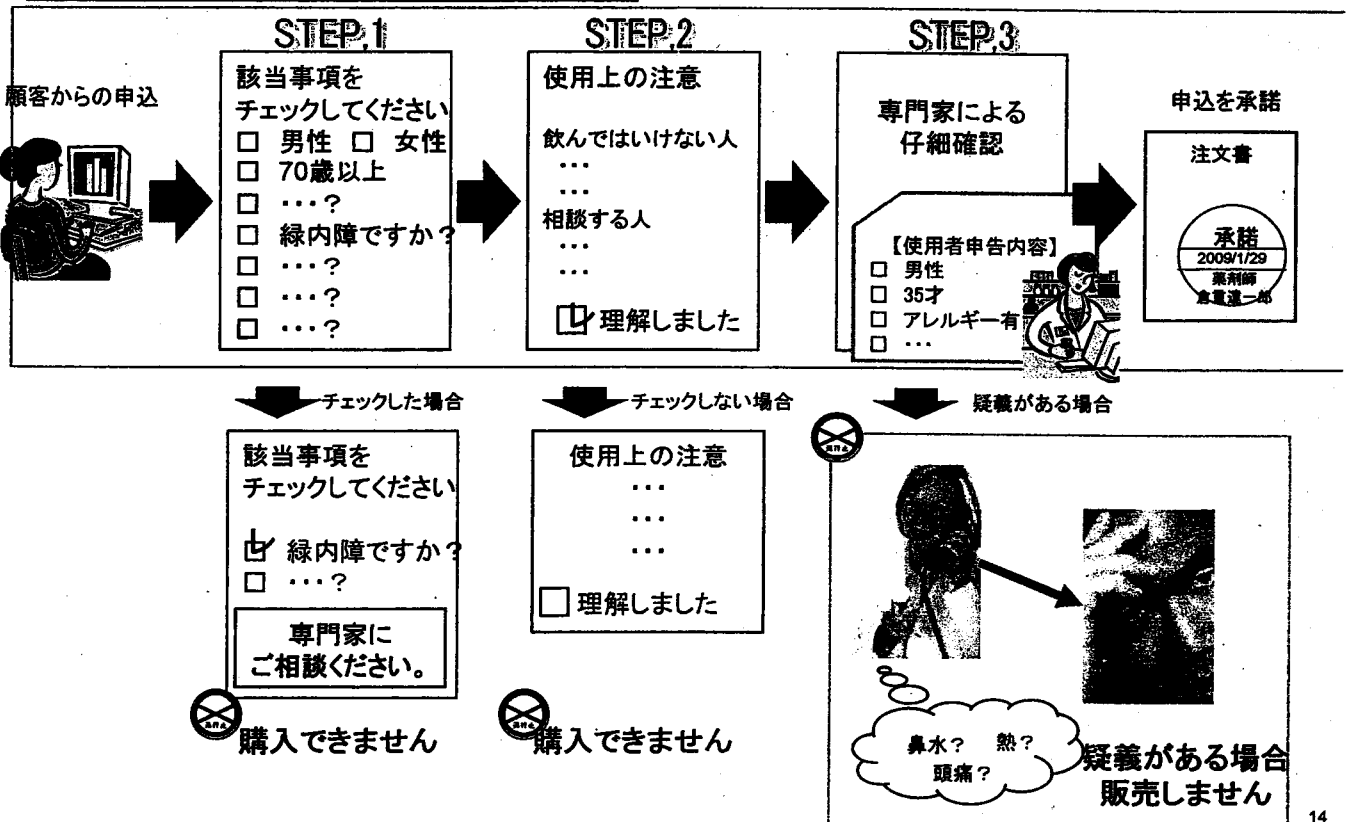 STEP.1
STEP.2
STEP.3
顧客からの申込
該当事項を
チェックしてください
□ 男性 □ 女性
□ 70歳以上
□ ・・・?
□ 緑内障ですか?
□ ・・・?
□ ・・・?
□ ・・・?
使用上の注意
飲んではいけない人
・・・
・・・
相談する人
・・・
・・・
理解しました
専門家による
仔細確認
【使用者申告内容】
□ 男性
□ 35才
□ アレルギー有
□ ・・・
申込を承諾
注文書
承諾
2009/1/29
薬剤師
チェックした場合
チェックしない場合
疑義がある場合
該当事項を
チェックしてください
緑内障ですか?
□ ・・・?
専門家に
ご相談ください。
購入できません
使用上の注意
・・・
・・・
・・・
□ 理解しました
購入できません
鼻水? 熱?
頭痛?
疑義がある場合
販売しません
14